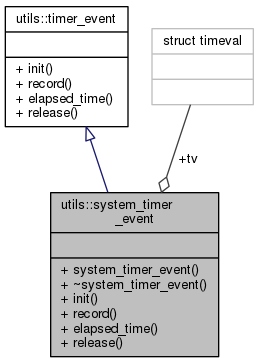 utils::timer_event
+ init()
+ record()
+ elapsed_time()
+ release()
struct timeval
+tv
utils::system_timer
_event
+ system_timer_event()
+ ~system_timer_event()
+ init()
+ record()
+ elapsed_time()
+ release()